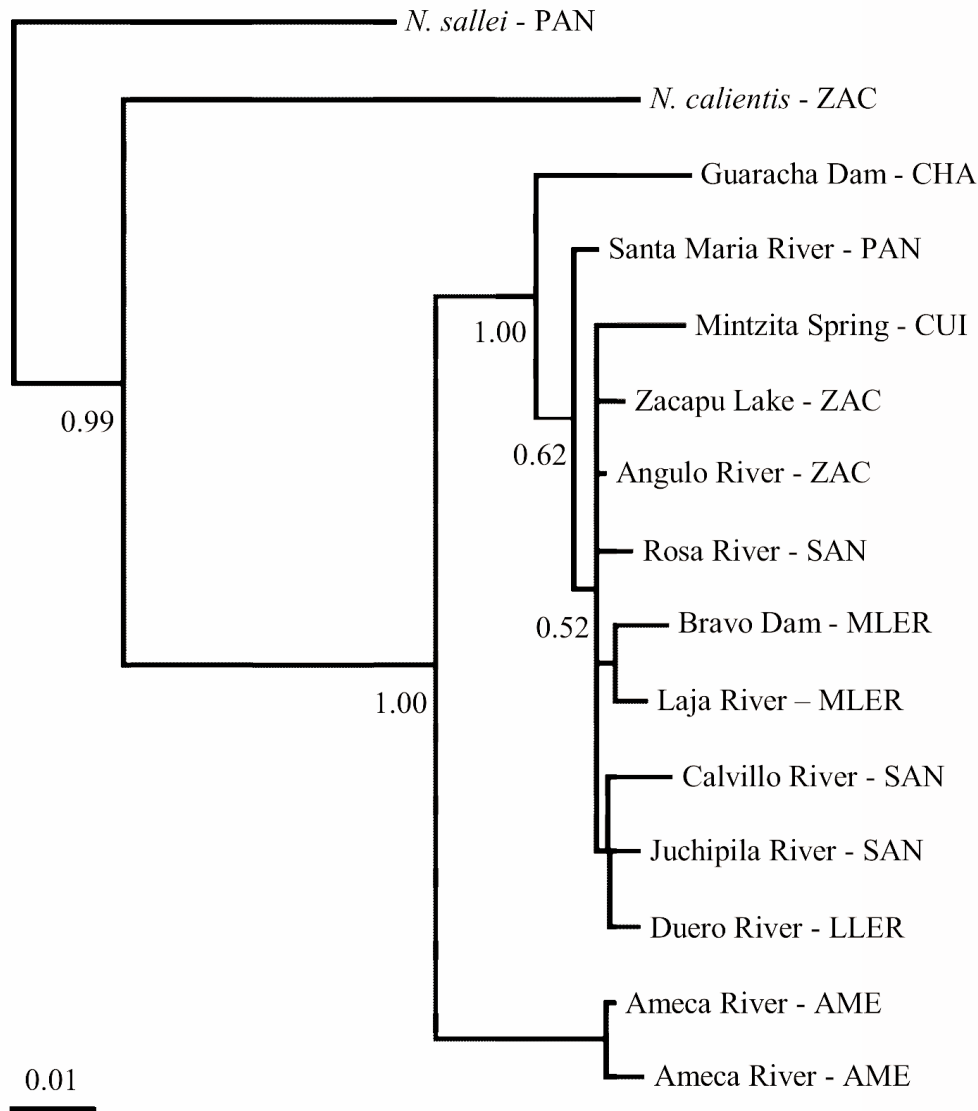 N. sallei - PAN
N. calientis - ZAC
Guaracha Dam - CHA
Santa Maria River - PAN
Mintzita Spring - CUI
1.00
Zacapu Lake - ZAC
0.99
0.62
Angulo River - ZAC
Rosa River - SAN
0.52
Bravo Dam - MLER
1.00
Laja River – MLER
Calvillo River - SAN
Juchipila River - SAN
Duero River - LLER
Ameca River - AME
Ameca River - AME
0.01